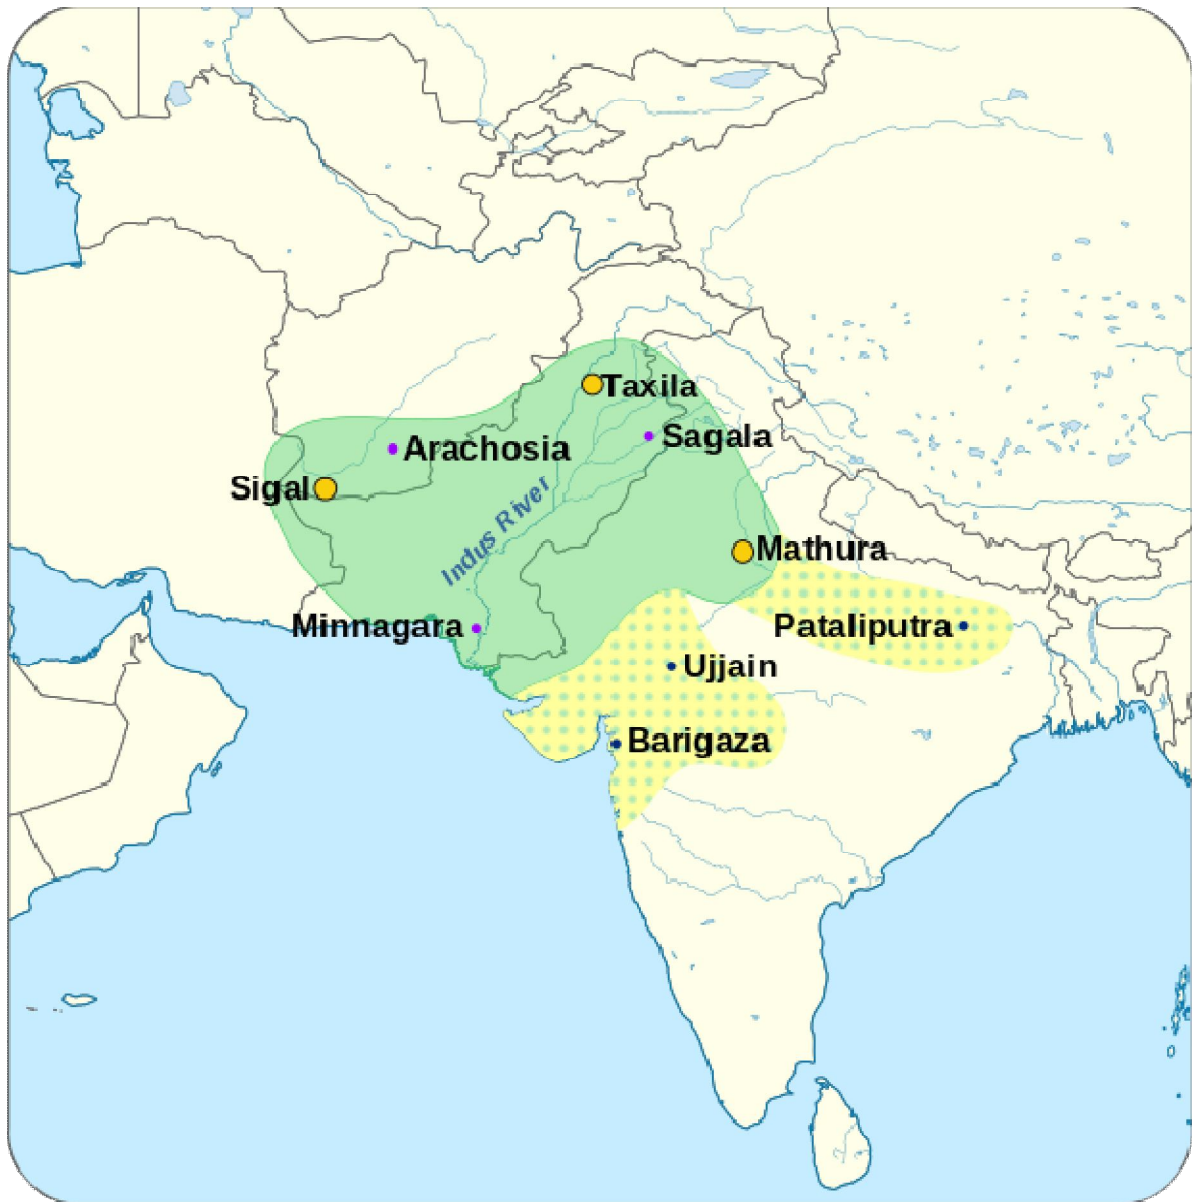 Taxila
Sagala
Arachosia
Sigal
Indus River
Mathura
Minnagara
Pataliputra
Ujjain
Barigaza